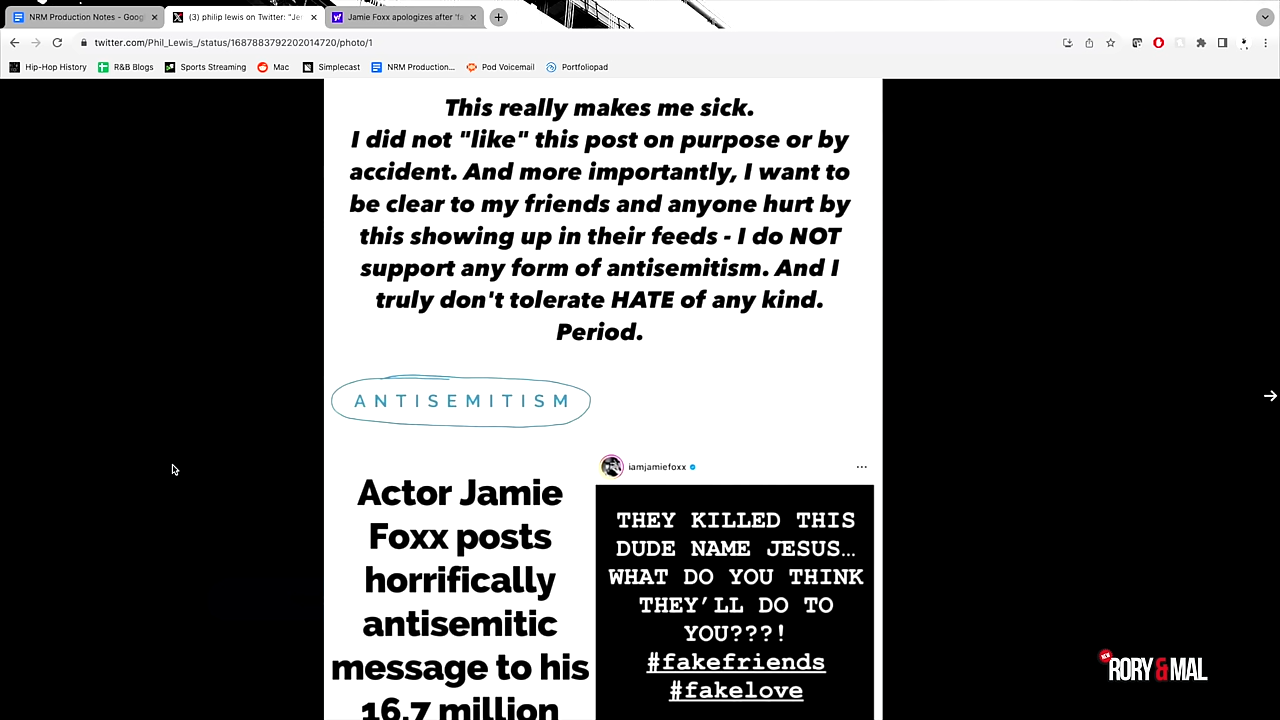 NRM Production Notes - Goog
(3) philip lewis on Twitter: "Jer
Jamie Foxx apologizes after 'fa
twitter.com/Phil_Lewis_/status/1687883792202014720/photo/1
Hip-Hop History
R&B Blogs
Sports Streaming
Mac
Simplecast
NRM Production...
Pod Voicemail
Portfoliopad
This really makes me sick.
I did not "like" this post on purpose or by
accident. And more importantly, I want to
be clear to my friends and anyone hurt by
this showing up in their feeds - I do NOT
support any form of antisemitism. And I
truly don't tolerate HATE of any kind.
Period.
ANTISEMITISM
Actor Jamie
Foxx posts
horrifically
antisemitic
message to his
16.7 million
iamjamiefoxx
THEY KILLED THIS
DUDE NAME JESUS…
WHAT DO YOU THINK
THEY'LL DO TO
YOU???!
#fakefriends
#fakelove
NEW
RORY & MAL